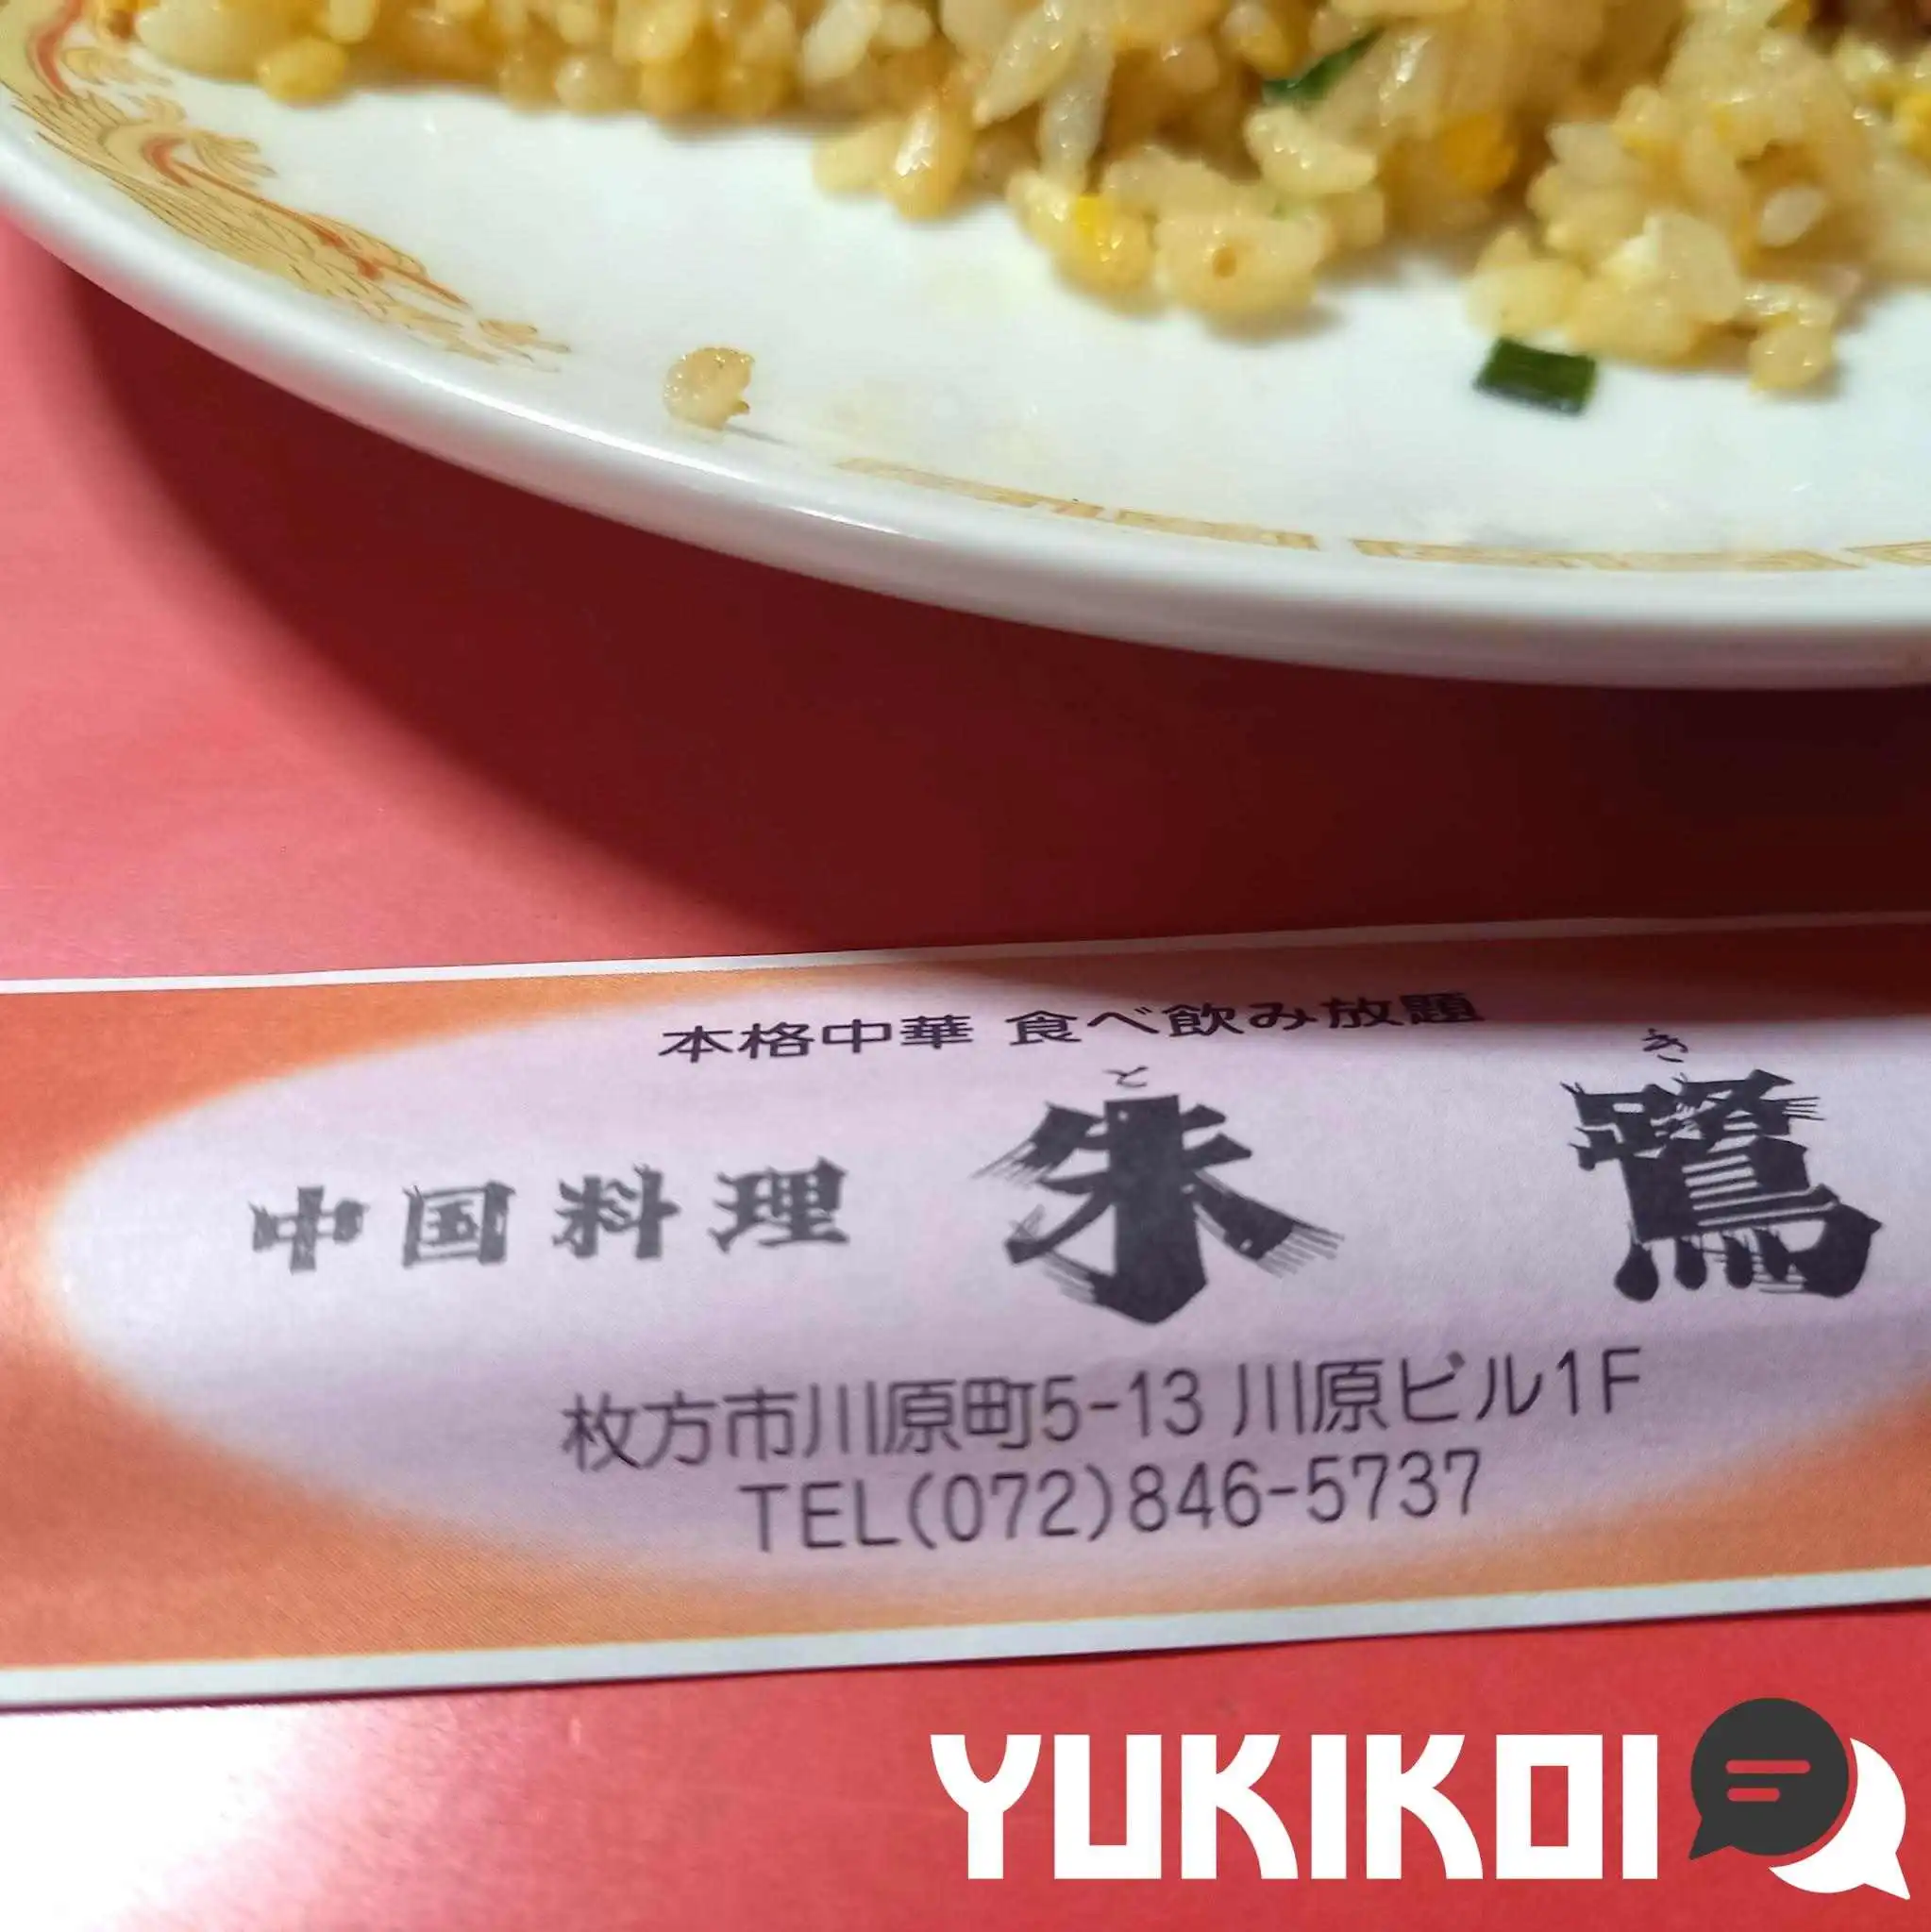 本格中華 食べ飲み放題
と き
中国料理 朱鷺
枚方市川原町5-13 川原ビル1F
TEL(072)846-5737
YUKIKOI